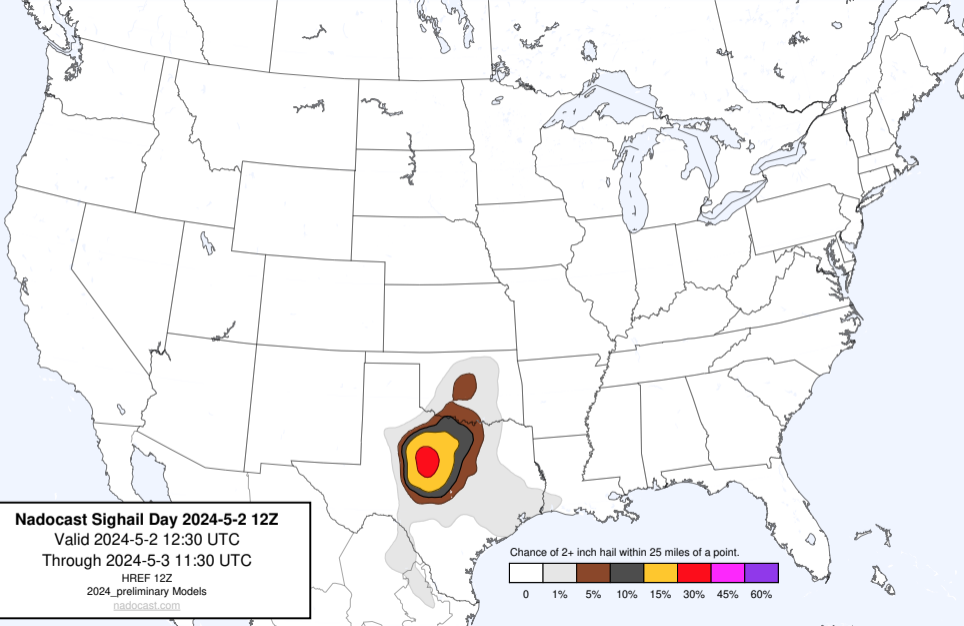 Nadocast Sighail Day 2024-5-2 12Z
Valid 2024-5-2 12:30 UTC
Through 2024-5-3 11:30 UTC
HREF 12Z
2024_preliminary Models
nadocast.com
Chance of 2+ inch hail within 25 miles of a point.
0 1% 5% 10% 15% 30% 45% 60%